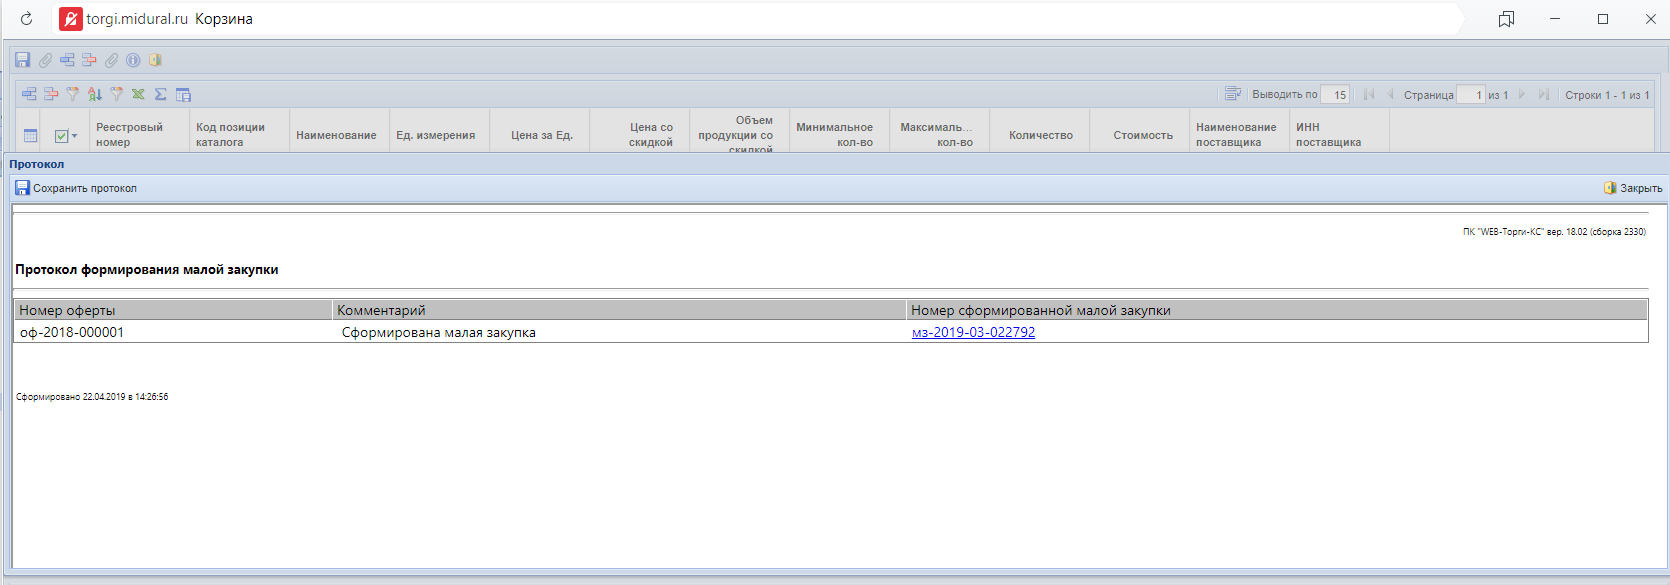 torgi.midural.ru Корзина
Выводить по 15 Страница 1 из 1 Строки 1 - 1 из 1
Реестровый номер
Код позиции каталога
Наименование
Ед. измерения
Цена за Ед.
Цена со скидкой
Объем продукции со скидкой
Минимальное кол-во
Максималь... кол-во
Количество
Стоимость
Наименование поставщика
ИНН поставщика
Протокол
Сохранить протокол Закрыть
ПК "WEB-Торги-КС" вер. 18.02 (сборка 2330)
Протокол формирования малой закупки
Номер оферты Комментарий Номер сформированной малой закупки
оф-2018-000001 Сформирована малая закупка мз-2019-03-022792
Сформировано 22.04.2019 в 14:26:56